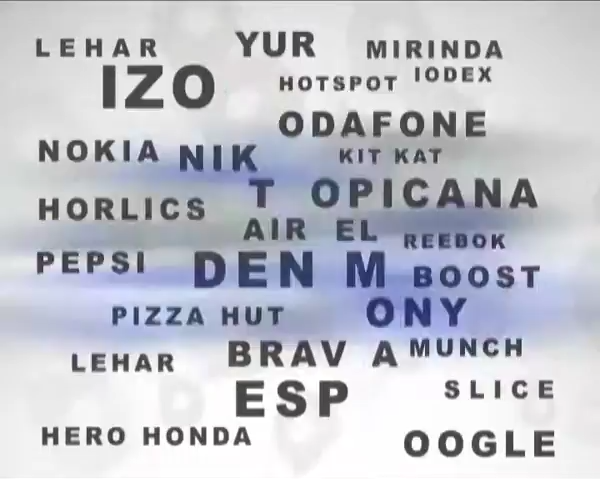 LEHAR YUR MIRINDA
IZO HOTSPOT IODEX
ODAFONE
NOKIA NIK KIT KAT
T OPICANA
HORLICS
AIR EL REEBOK
PEPSI DEN M BOOST
PIZZA HUT ONY
LEHAR BRAV A MUNCH
ESP SLICE
HERO HONDA OOGLE